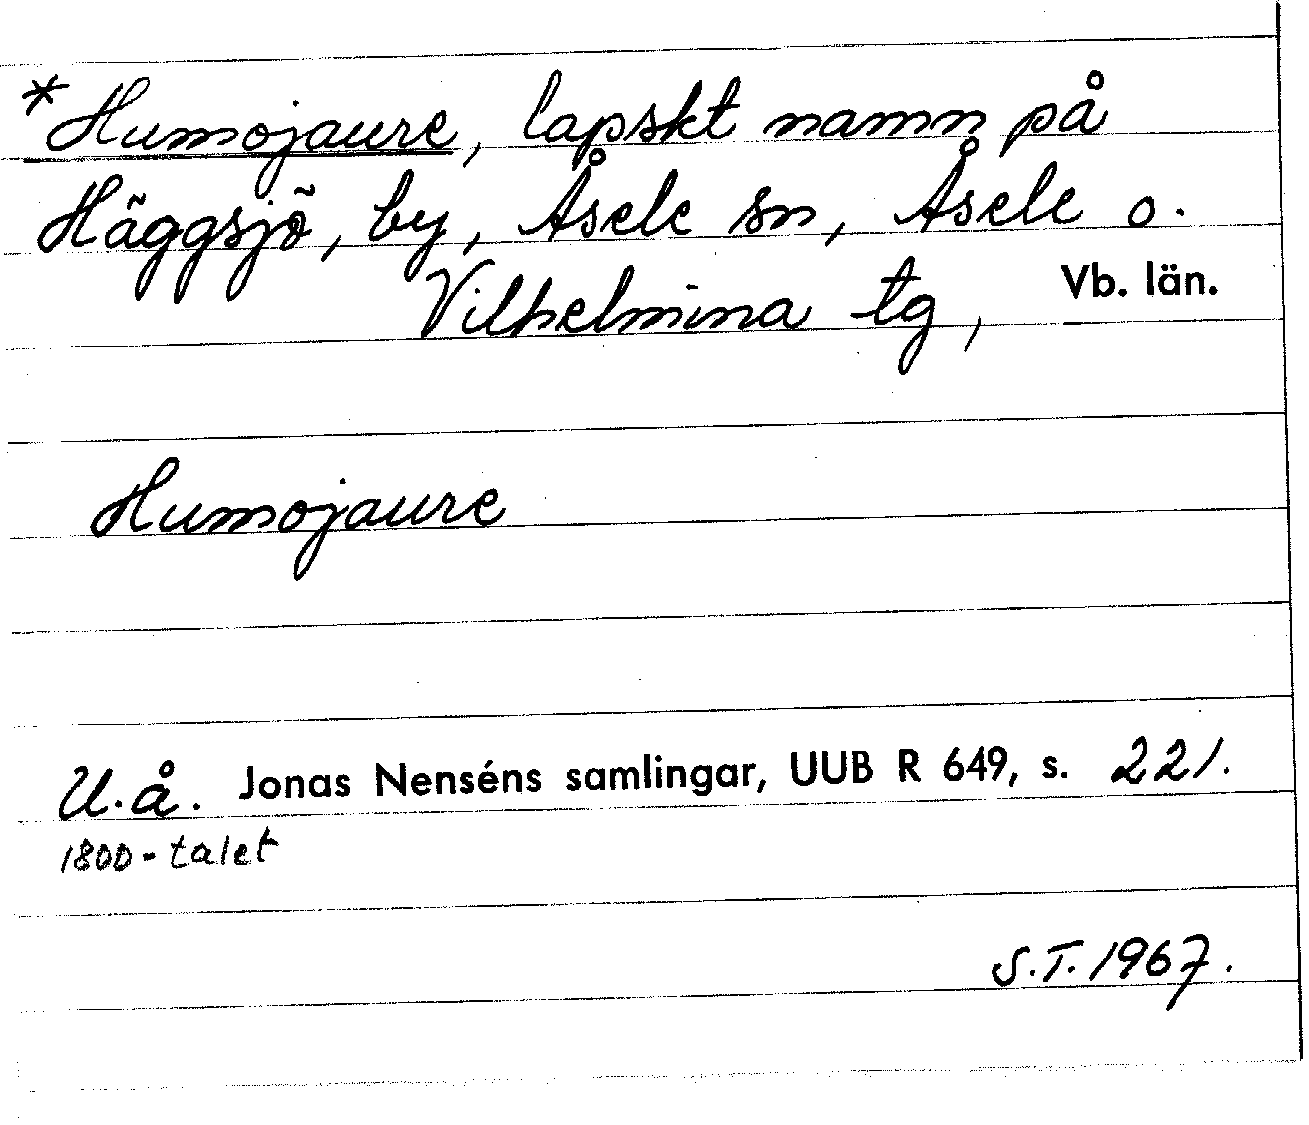 *Humojaure, lapskt namn på
Häggsjö, by, Åsele sn, Åsele o.
Vilhelmina tg, Vb. län.
Humojaure
U.å. Jonas Nenséns samlingar, UUB R 649, s. 221.
1800-talet
S.T. 1967.